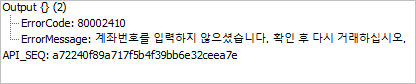 Output {} (2)
ErrorCode: 80002410
ErrorMessage: 계좌번호를 입력하지 않으셨습니다. 확인 후 다시 거래하십시오.
API_SEQ: a72240f89a717f5b4f39bb6e32ceea7e